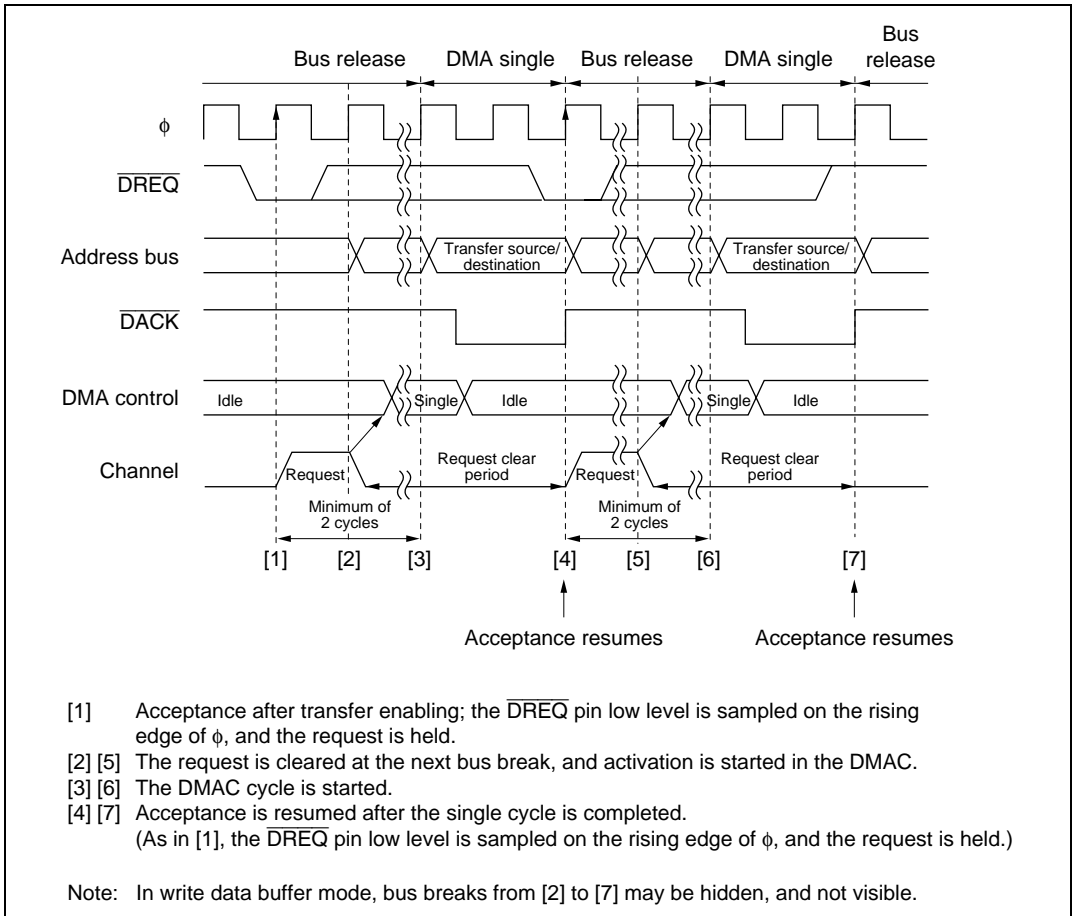 Bus release DMA single Bus release DMA single Bus
release
ϕ
DREQ
Address bus Transfer source/
destination Transfer source/
destination
DACK
DMA control Idle Single Idle Single Idle
Channel Request Request clear
period Request Request clear
period
Minimum of
2 cycles Minimum of
2 cycles
[1] [2] [3] [4] [5] [6] [7]
Acceptance resumes Acceptance resumes
[1] Acceptance after transfer enabling; the DREQ pin low level is sampled on the rising
edge of ϕ, and the request is held.
[2] [5] The request is cleared at the next bus break, and activation is started in the DMAC.
[3] [6] The DMAC cycle is started.
[4] [7] Acceptance is resumed after the single cycle is completed.
(As in [1], the DREQ pin low level is sampled on the rising edge of ϕ, and the request is held.)
Note: In write data buffer mode, bus breaks from [2] to [7] may be hidden, and not visible.